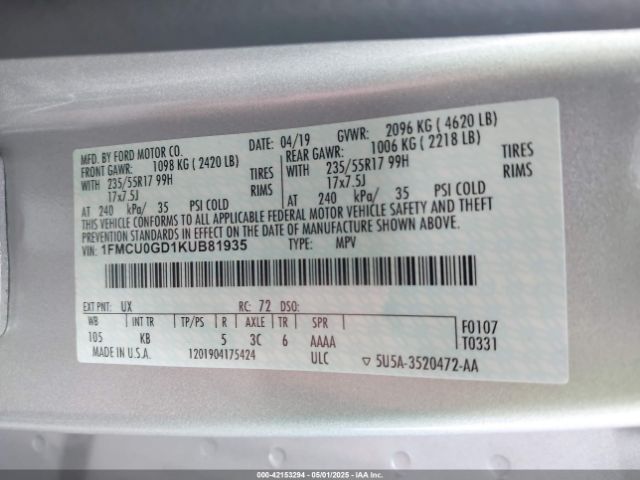 MFD. BY FORD MOTOR CO. DATE: 04/19 GVWR: 2096 KG ( 4620 LB)
FRONT GAWR: 1098 KG ( 2420 LB) REAR GAWR: 1006 KG ( 2218 LB)
WITH 235/55R17 99H TIRES WITH 235/55R17 99H TIRES
17x7.5J RIMS 17x7.5J RIMS
AT 240 kPa/ 35 PSI COLD AT 240 kPa/ 35 PSI COLD
THIS VEHICLE CONFORMS TO ALL APPLICABLE FEDERAL MOTOR VEHICLE SAFETY AND THEFT
PREVENTION STANDARDS IN EFFECT ON THE DATE OF MANUFACTURE SHOWN ABOVE.
VIN: 1FMCU0GD1KUB81935 TYPE: MPV
EXT PNT: UX RC: 72 DSO:
WB INT TR TP/PS R AXLE TR SPR F0107
105 KB 5 3C 6 AAAA T0331
MADE IN U.S.A. 1201904175424 ULC ▽ 5U5A-3520472-AA
000-42153294 - 05/01/2025 - IAA Inc.